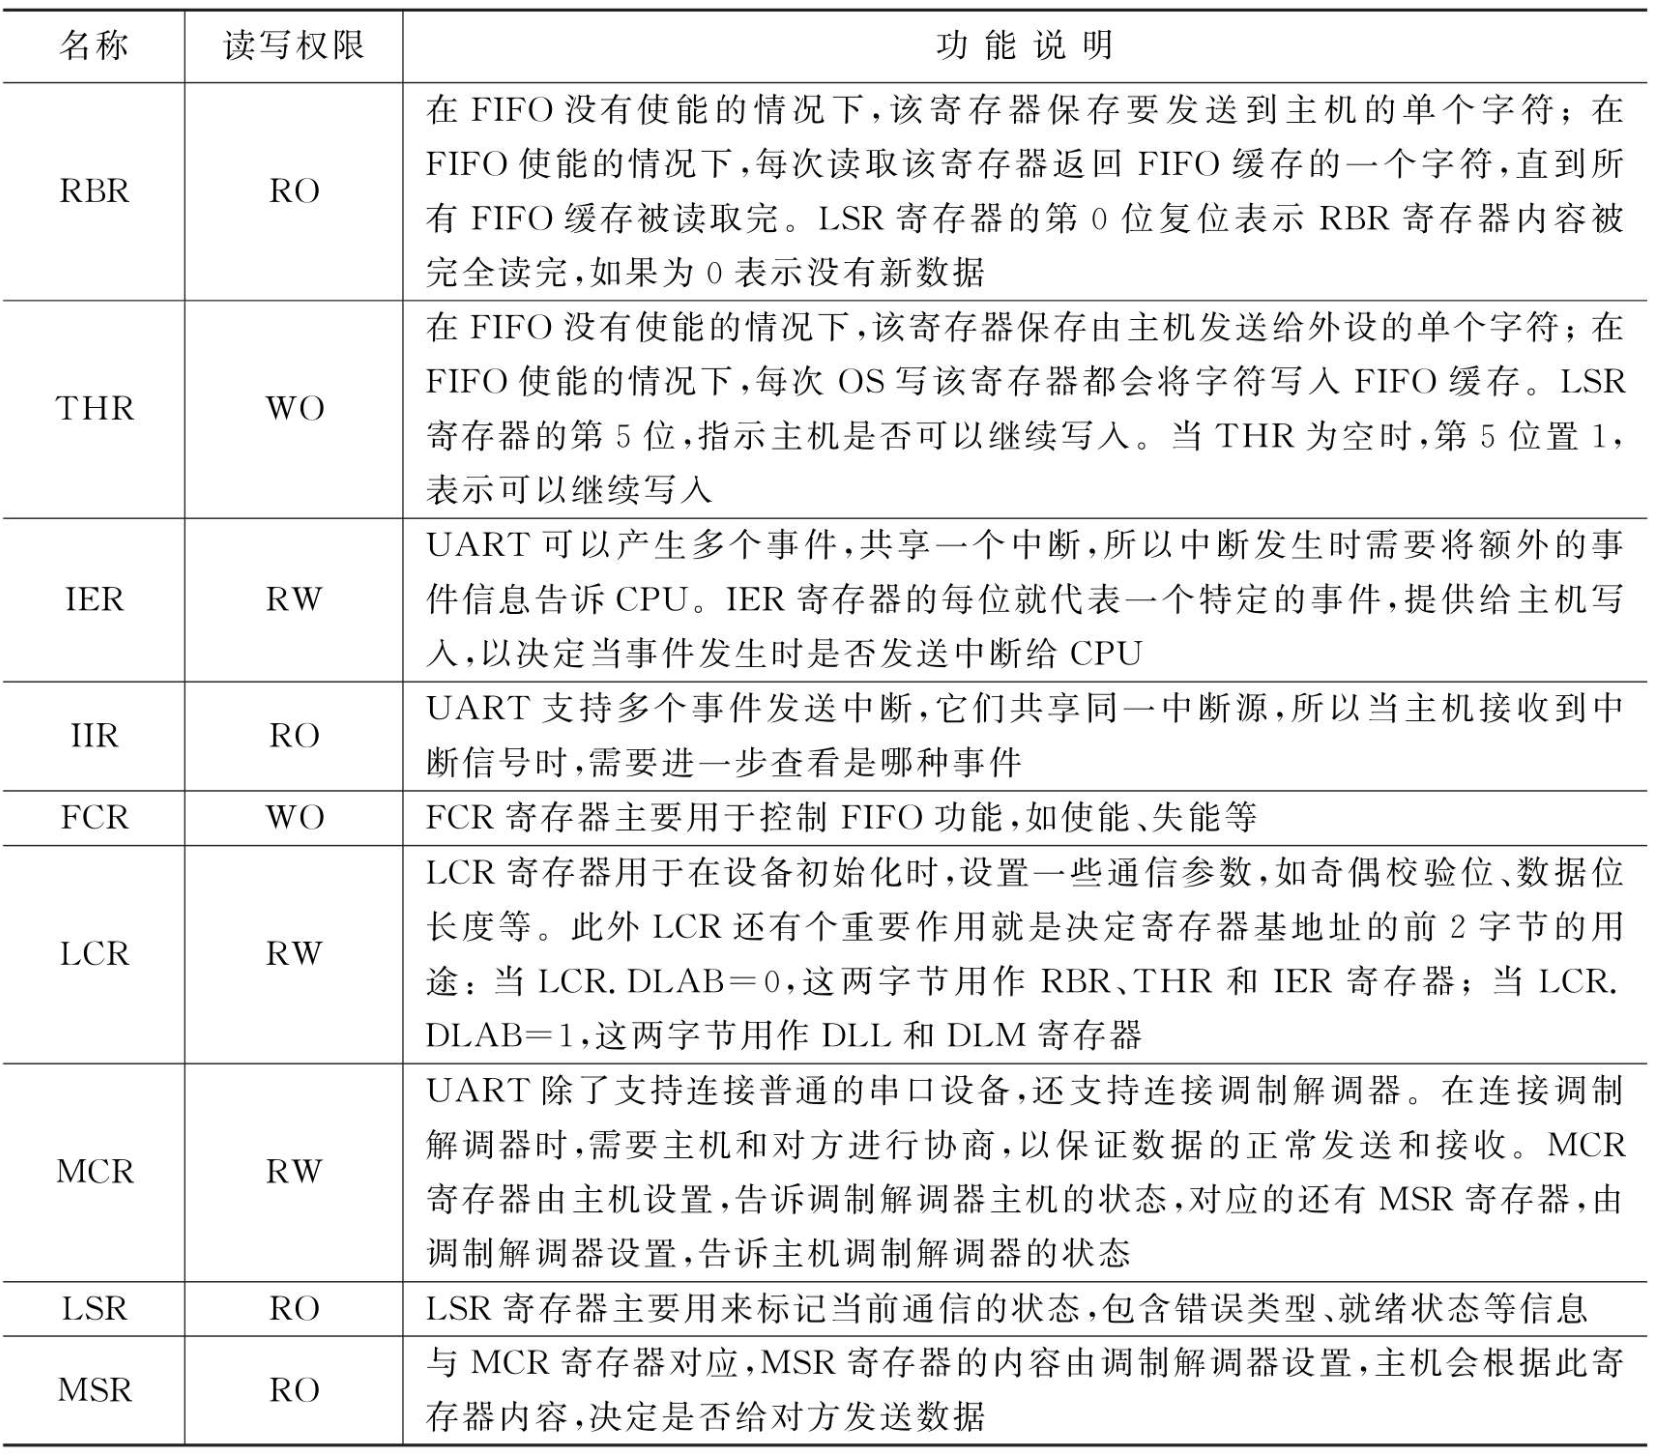 名称 读写权限 功能说明
在 FIFO 没有使能的情况下,该寄存器保存要发送到主机的单个字符；在
FIFO 使能的情况下,每次读取该寄存器返回 FIFO 缓存的一个字符,直到所
RBR RO
有 FIFO 缓存被读取完。LSR 寄存器的第 0 位复位表示 RBR 寄存器内容被
完全读完,如果为 0 表示没有新数据
在 FIFO 没有使能的情况下,该寄存器保存由主机发送给外设的单个字符；在
FIFO 使能的情况下,每次 OS 写该寄存器都会将字符写入 FIFO 缓存。LSR
THR WO
寄存器的第 5 位,指示主机是否可以继续写入。当 THR 为空时,第 5 位置 1,
表示可以继续写入
UART 可以产生多个事件,共享一个中断,所以中断发生时需要将额外的事
IER RW 件信息告诉 CPU。IER 寄存器的每位就代表一个特定的事件,提供给主机写
入,以决定当事件发生时是否发送中断给 CPU
UART 支持多个事件发送中断,它们共享同一中断源,所以当主机接收到中
IIR RO
断信号时,需要进一步查看是哪种事件
FCR WO FCR 寄存器主要用于控制 FIFO 功能,如使能、失能等
LCR 寄存器用于在设备初始化时,设置一些通信参数,如奇偶校验位、数据位
长度等。此外 LCR 还有个重要作用就是决定寄存器基地址的前 2 字节的用
LCR RW
途：当 LCR. DLAB=0,这两字节用作 RBR、THR 和 IER 寄存器；当 LCR.
DLAB=1,这两字节用作 DLL 和 DLM 寄存器
UART 除了支持连接普通的串口设备,还支持连接调制解调器。在连接调制
解调器时,需要主机和对方进行协商,以保证数据的正常发送和接收。MCR
MCR RW
寄存器由主机设置,告诉调制解调器主机的状态,对应的还有 MSR 寄存器,由
调制解调器设置,告诉主机调制解调器的状态
LSR RO LSR 寄存器主要用来标记当前通信的状态,包含错误类型、就绪状态等信息
与 MCR 寄存器对应,MSR 寄存器的内容由调制解调器设置,主机会根据此寄
MSR RO
存器内容,决定是否给对方发送数据